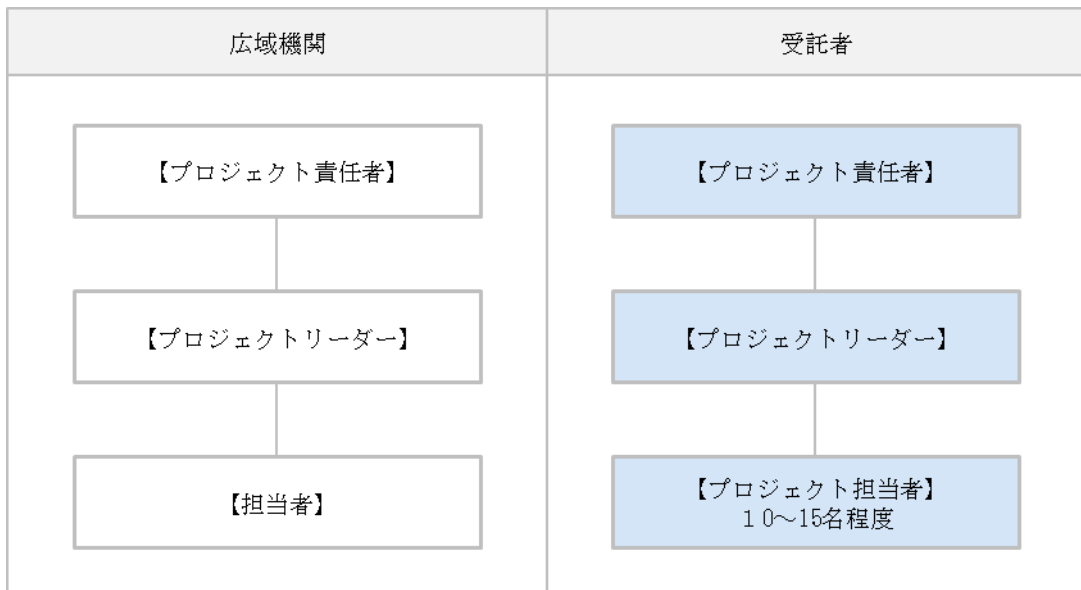 広域機関
受託者
【プロジェクト責任者】
【プロジェクト責任者】
【プロジェクトリーダー】
【プロジェクトリーダー】
【担当者】
【プロジェクト担当者】
１０～15名程度